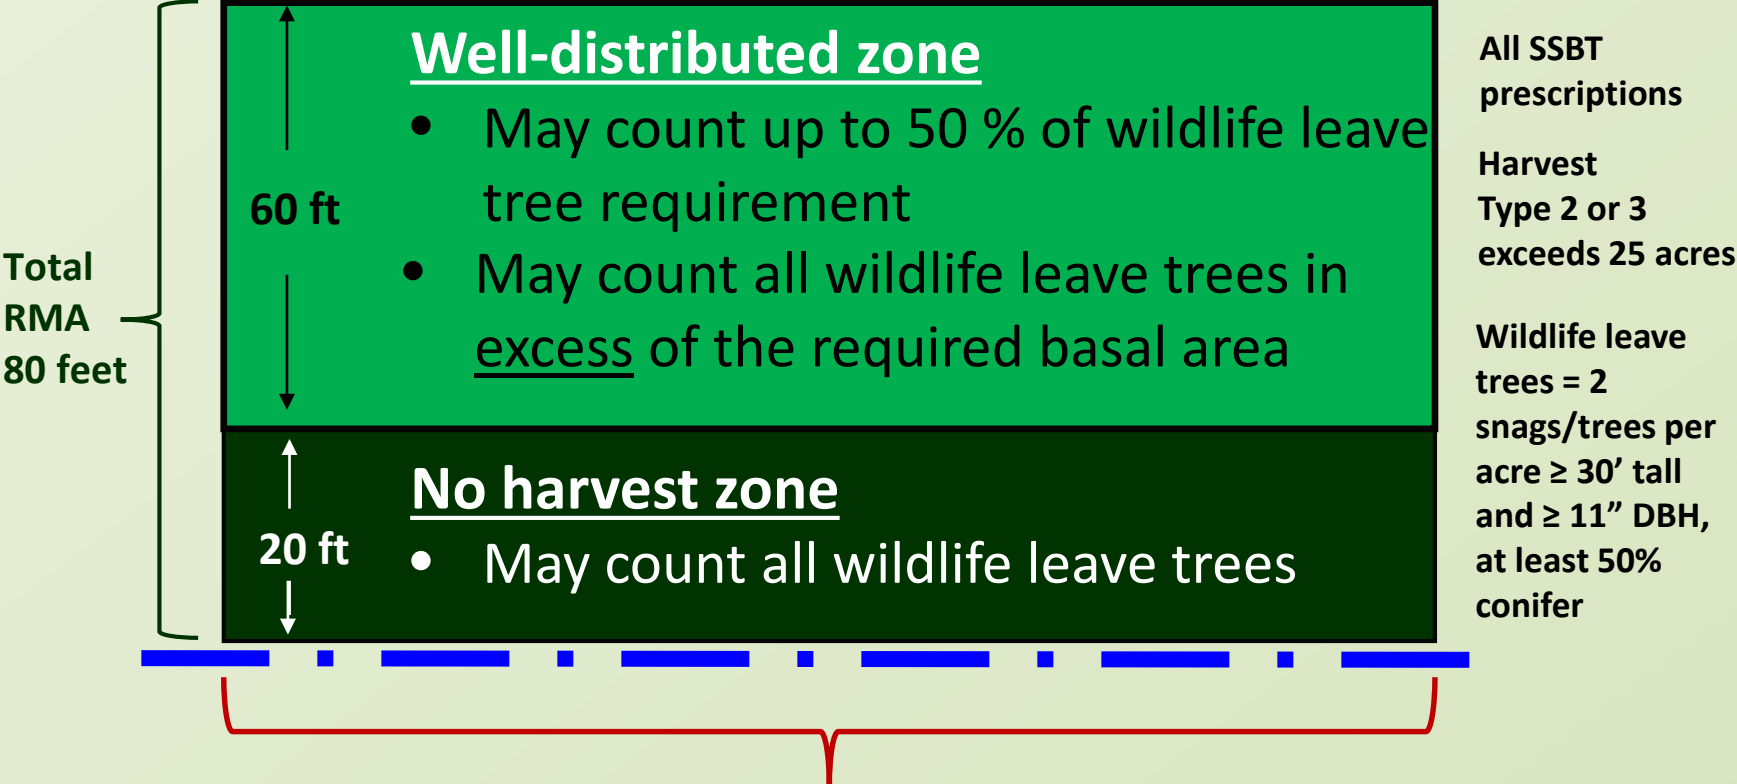 Well-distributed zone
• May count up to 50 % of wildlife leave
tree requirement
• May count all wildlife leave trees in
excess of the required basal area
60 ft
No harvest zone
• May count all wildlife leave trees
20 ft
Total
RMA
80 feet
All SSBT
prescriptions
Harvest
Type 2 or 3
exceeds 25 acres
Wildlife leave
trees = 2
snags/trees per
acre ≥ 30’ tall
and ≥ 11” DBH,
at least 50%
conifer